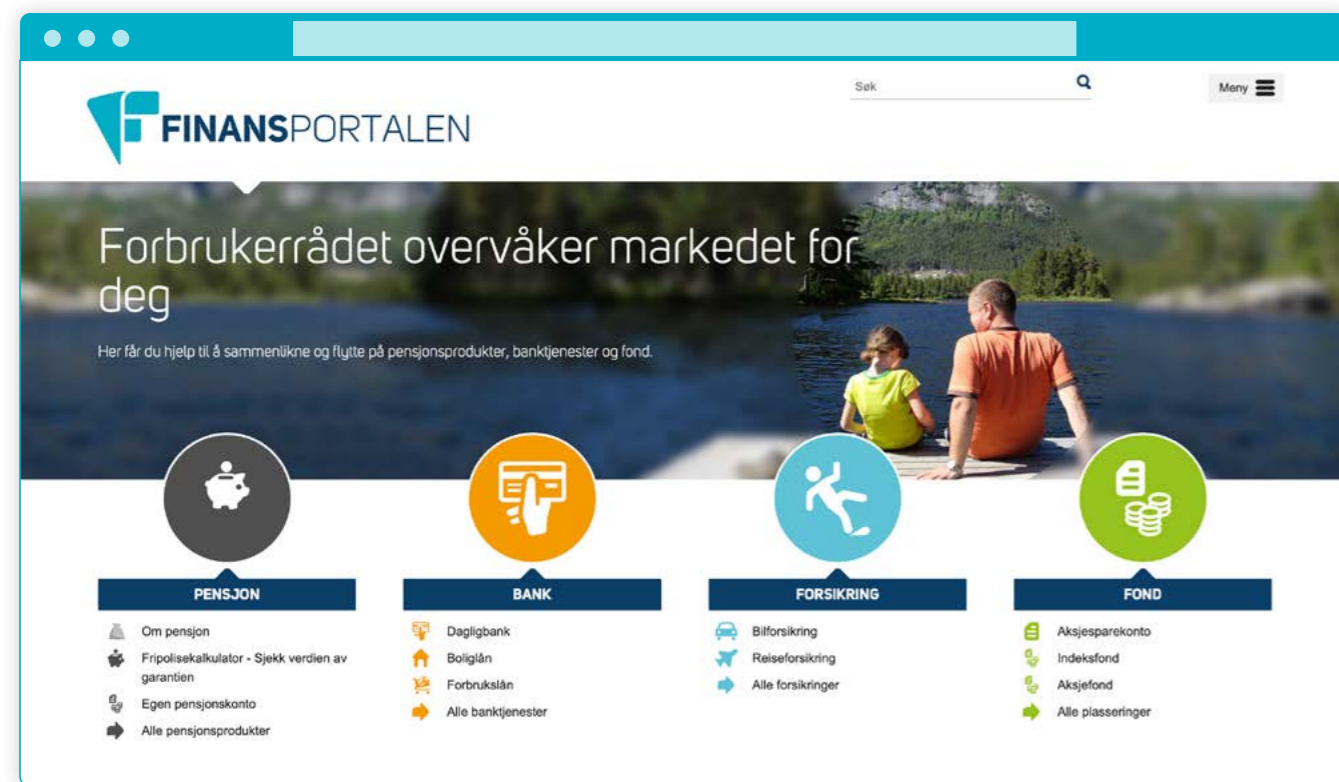 Søk
Meny
FINANSPORTALEN
Forbrukerrådet overvåker markedet for
deg
Her får du hjelp til å sammenlikne og flytte på pensjonsprodukter, banktjenester og fond.
PENSJON
Om pensjon
Fripolisekalkulator - Sjekk verdien av
garantien
Egen pensjonskonto
Alle pensjonsprodukter
BANK
Dagligbank
Boliglån
Forbrukslån
Alle banktjenester
FORSIKRING
Bilforsikring
Reiseforsikring
Alle forsikringer
FOND
Aksjesparekonto
Indeksfond
Aksjefond
Alle plasseringer